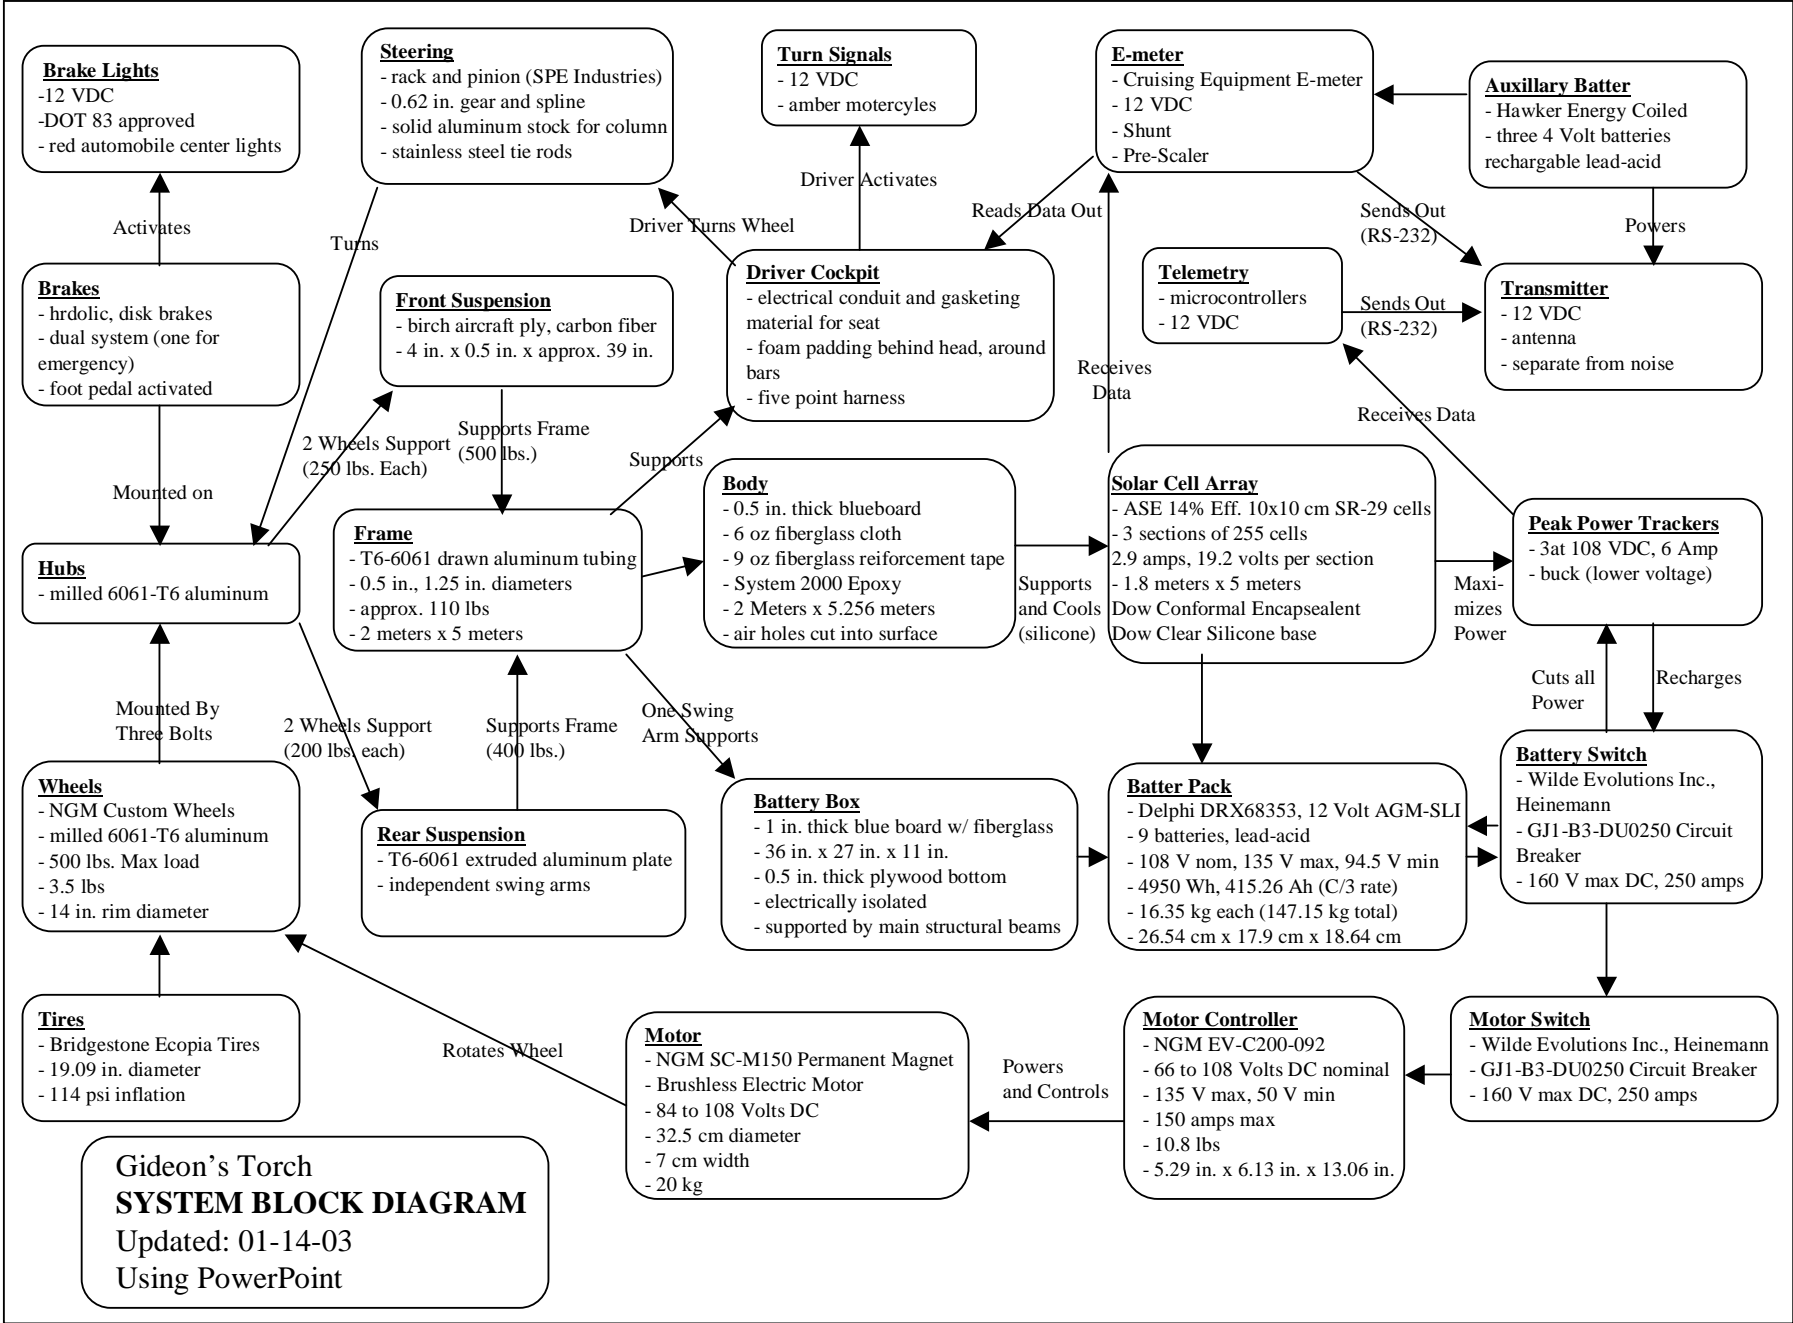 Brake Lights
-12 VDC
-DOT 83 approved
- red automobile center lights
Steering
- rack and pinion (SPE Industries)
- 0.62 in. gear and spline
- solid aluminum stock for column
- stainless steel tie rods
Turn Signals
- 12 VDC
- amber motercyles
E-meter
- Cruising Equipment E-meter
- 12 VDC
- Shunt
- Pre-Scaler
Auxillary Batter
- Hawker Energy Coiled
- three 4 Volt batteries
rechargable lead-acid
Activates
Turns
Driver Turns Wheel
Driver Activates
Reads Data Out
Sends Out
(RS-232)
Powers
Brakes
- hrdolic, disk brakes
- dual system (one for
emergency)
- foot pedal activated
Front Suspension
- birch aircraft ply, carbon fiber
- 4 in. x 0.5 in. x approx. 39 in.
Driver Cockpit
- electrical conduit and gasketing
material for seat
- foam padding behind head, around
bars
- five point harness
Telemetry
- microcontrollers
- 12 VDC
Sends Out
(RS-232)
Transmitter
- 12 VDC
- antenna
- separate from noise
Receives
Data
Receives Data
Mounted on
2 Wheels Support
(250 lbs. Each)
Supports Frame
(500 lbs.)
Supports
Hubs
- milled 6061-T6 aluminum
Frame
- T6-6061 drawn aluminum tubing
- 0.5 in., 1.25 in. diameters
- approx. 110 lbs
- 2 meters x 5 meters
Body
- 0.5 in. thick blueboard
- 6 oz fiberglass cloth
- 9 oz fiberglass reiforcement tape
- System 2000 Epoxy
- 2 Meters x 5.256 meters
- air holes cut into surface
Supports
and Cools
(silicone)
Solar Cell Array
- ASE 14% Eff. 10x10 cm SR-29 cells
- 3 sections of 255 cells
2.9 amps, 19.2 volts per section
- 1.8 meters x 5 meters
Dow Conformal Encapsealent
Dow Clear Silicone base
Maxi-
mizes
Power
Peak Power Trackers
- 3at 108 VDC, 6 Amp
- buck (lower voltage)
Mounted By
Three Bolts
2 Wheels Support
(200 lbs. each)
Supports Frame
(400 lbs.)
One Swing
Arm Supports
Cuts all
Power
Recharges
Wheels
- NGM Custom Wheels
- milled 6061-T6 aluminum
- 500 lbs. Max load
- 3.5 lbs
- 14 in. rim diameter
Rear Suspension
- T6-6061 extruded aluminum plate
- independent swing arms
Battery Box
- 1 in. thick blue board w/ fiberglass
- 36 in. x 27 in. x 11 in.
- 0.5 in. thick plywood bottom
- electrically isolated
- supported by main structural beams
Batter Pack
- Delphi DRX68353, 12 Volt AGM-SLI
- 9 batteries, lead-acid
- 108 V nom, 135 V max, 94.5 V min
- 4950 Wh, 415.26 Ah (C/3 rate)
- 16.35 kg each (147.15 kg total)
- 26.54 cm x 17.9 cm x 18.64 cm
Battery Switch
- Wilde Evolutions Inc.,
Heinemann
- GJ1-B3-DU0250 Circuit
Breaker
- 160 V max DC, 250 amps
Tires
- Bridgestone Ecopia Tires
- 19.09 in. diameter
- 114 psi inflation
Rotates Wheel
Motor
- NGM SC-M150 Permanent Magnet
- Brushless Electric Motor
- 84 to 108 Volts DC
- 32.5 cm diameter
- 7 cm width
- 20 kg
Powers
and Controls
Motor Controller
- NGM EV-C200-092
- 66 to 108 Volts DC nominal
- 135 V max, 50 V min
- 150 amps max
- 10.8 lbs
- 5.29 in. x 6.13 in. x 13.06 in.
Motor Switch
- Wilde Evolutions Inc., Heinemann
- GJ1-B3-DU0250 Circuit Breaker
- 160 V max DC, 250 amps
Gideon's Torch
SYSTEM BLOCK DIAGRAM
Updated: 01-14-03
Using PowerPoint